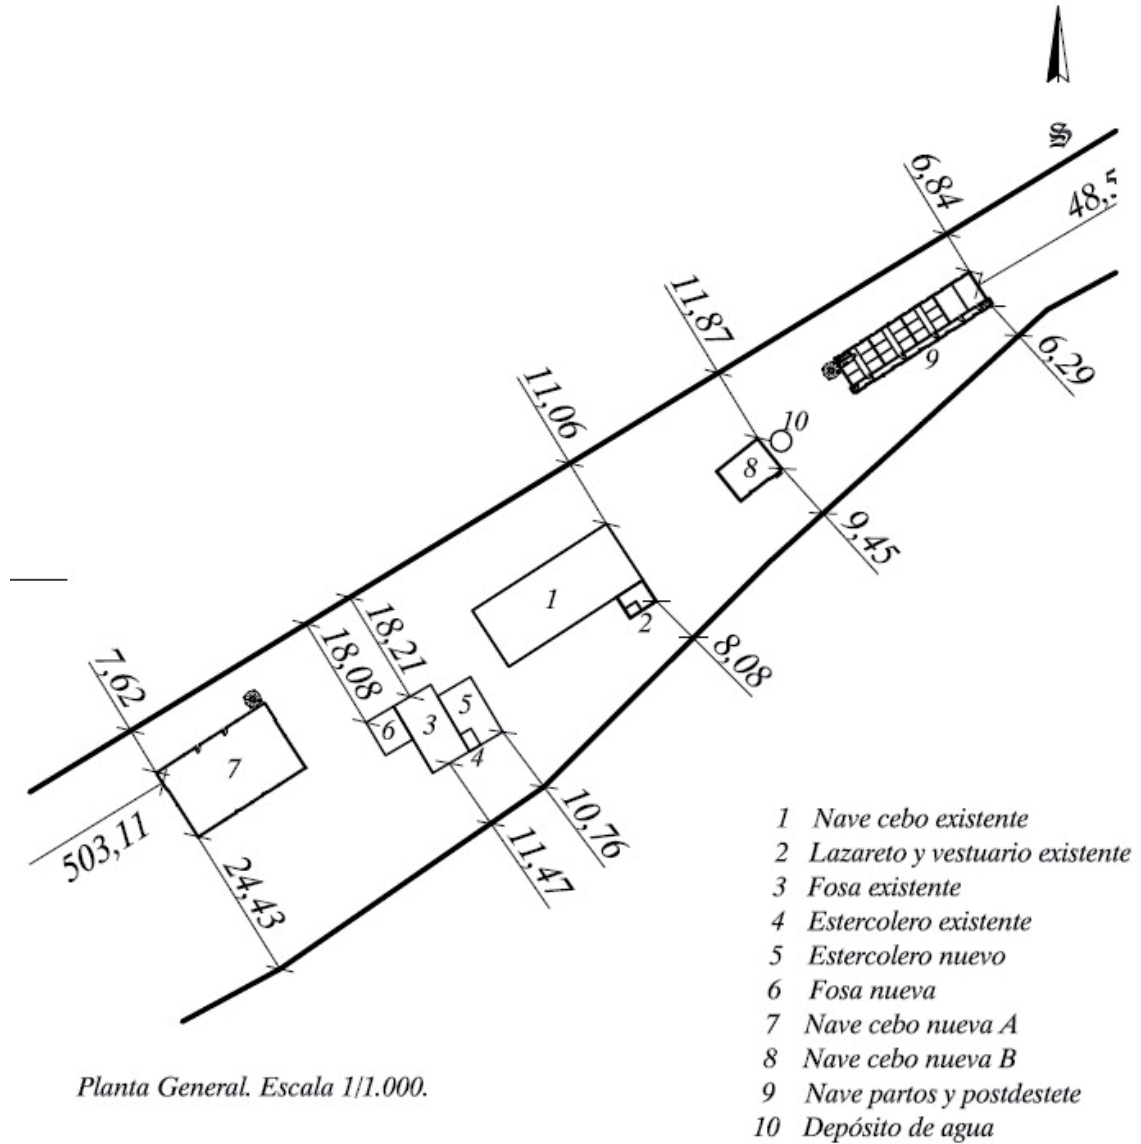 S
6,84
48,5
11,87
9
6,29
11,06
10
8
9,45
1
2
8,08
18,21
18,08
7,62
5
3
6
4
7
503,11
10,76
11,47
24,43
1 Nave cebo existente
2 Lazareto y vestuario existente
3 Fosa existente
4 Estercolero existente
5 Estercolero nuevo
6 Fosa nueva
7 Nave cebo nueva A
8 Nave cebo nueva B
9 Nave partos y postdestete
10 Depósito de agua
Planta General. Escala 1/1.000.